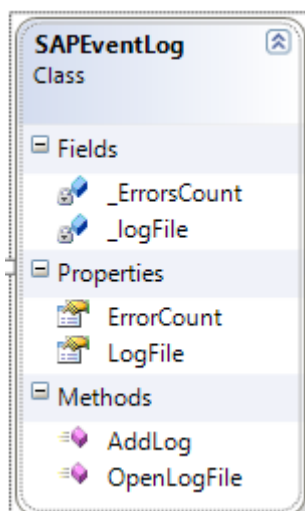 SAPEventLog
Class
Fields
_ErrorsCount
_logFile
Properties
ErrorCount
LogFile
Methods
AddLog
OpenLogFile